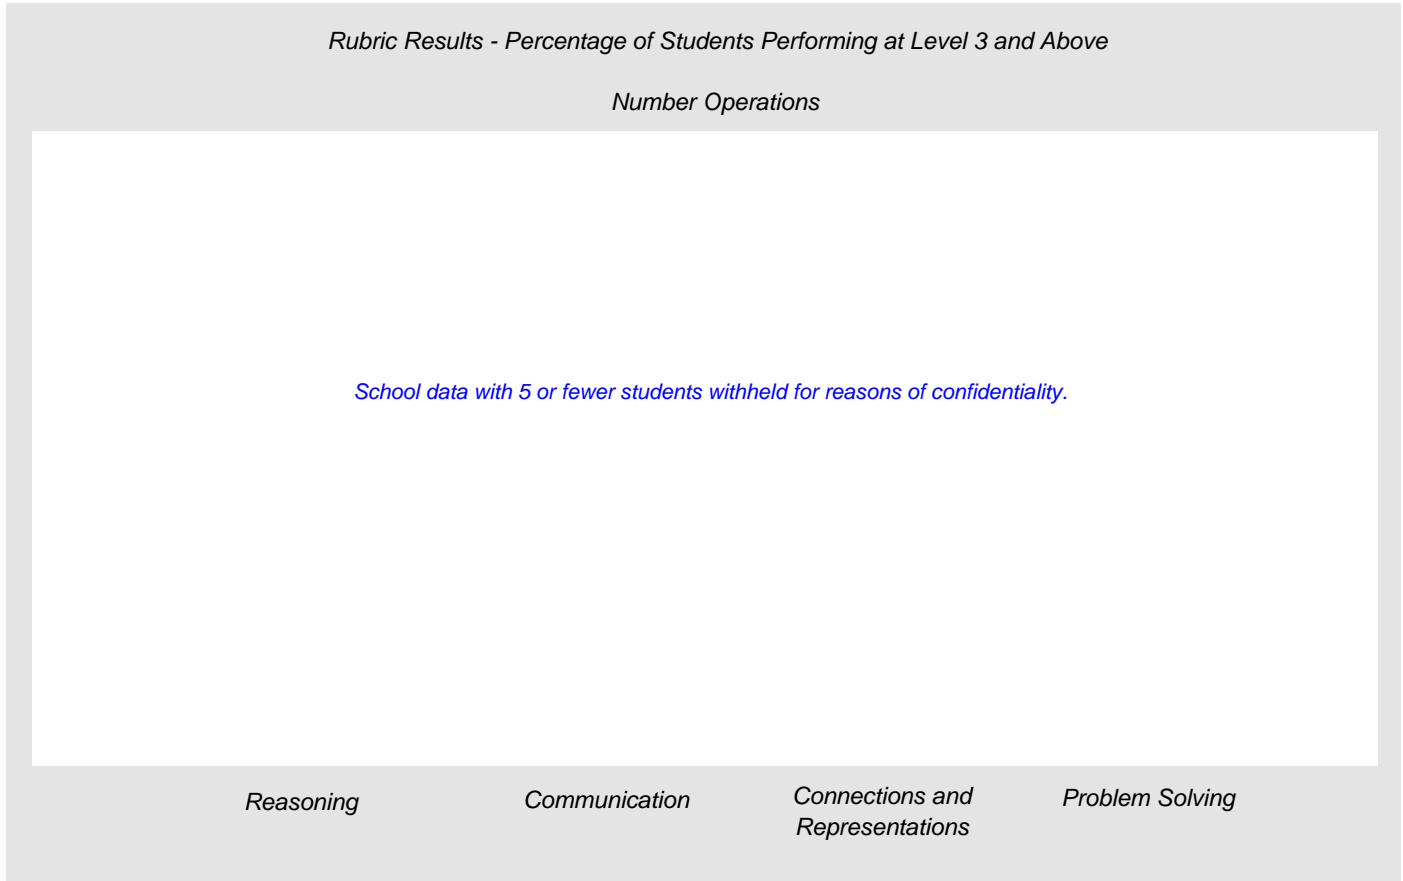 Rubric Results - Percentage of Students Performing at Level 3 and Above
Number Operations
School data with 5 or fewer students withheld for reasons of confidentiality.
Reasoning
Communication
Connections and
Representations
Problem Solving